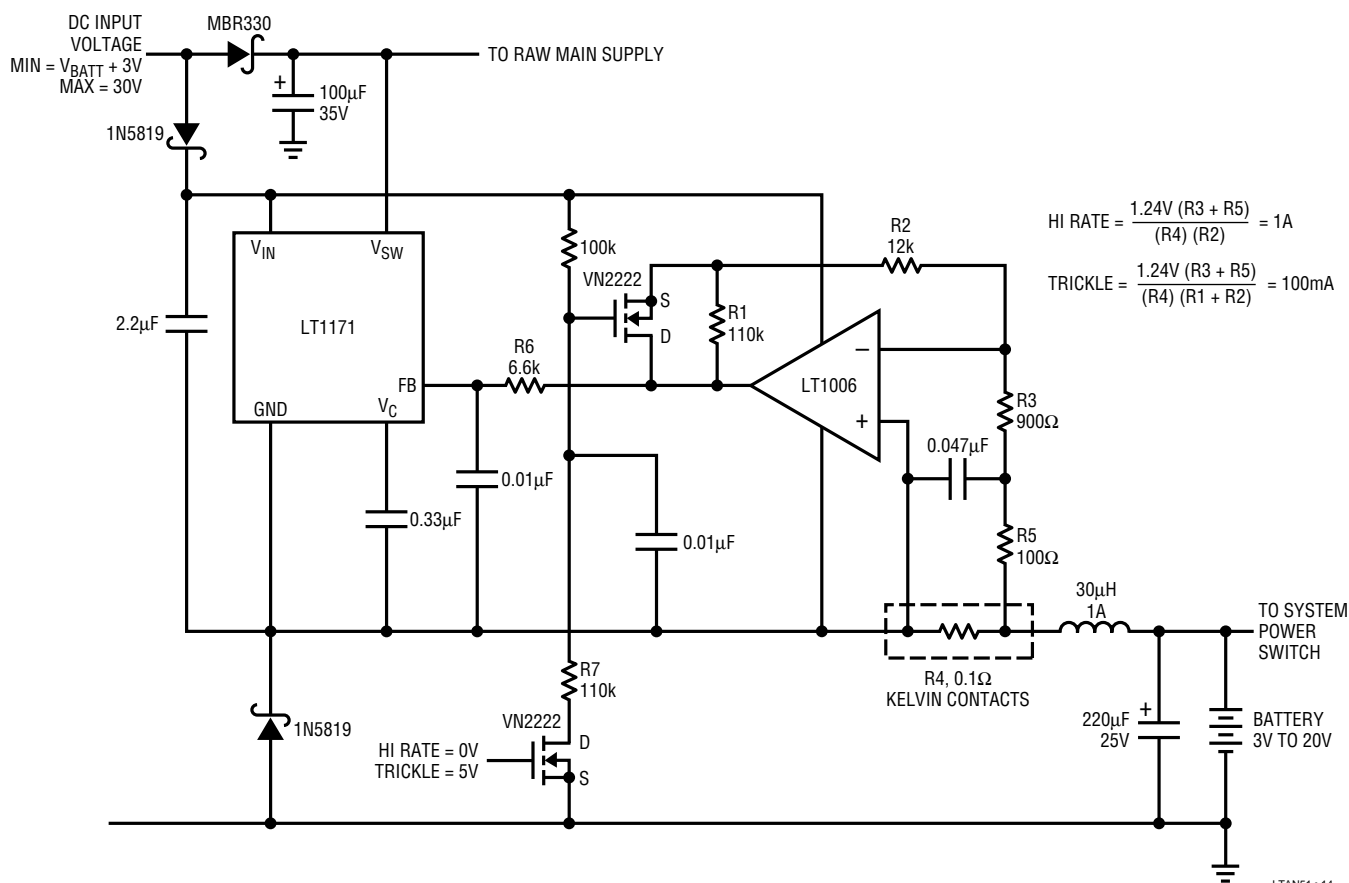 DC INPUT
VOLTAGE
MIN = VBATT + 3V
MAX = 30V
MBR330
TO RAW MAIN SUPPLY
+
100µF
35V
1N5819
VIN
VSW
LT1171
FB
GND
VC
2.2µF
100k
VN2222
S
D
R1
110k
R2
12k
R6
6.6k
LT1006
–
+
R3
900Ω
0.047µF
R5
100Ω
0.01µF
0.33µF
0.01µF
HI RATE = 1.24V (R3 + R5) / (R4) (R2) = 1A
TRICKLE = 1.24V (R3 + R5) / (R4) (R1 + R2) = 100mA
30µH
1A
TO SYSTEM
POWER
SWITCH
R4, 0.1Ω
KELVIN CONTACTS
R7
110k
VN2222
D
S
HI RATE = 0V
TRICKLE = 5V
1N5819
+
220µF
25V
BATTERY
3V TO 20V